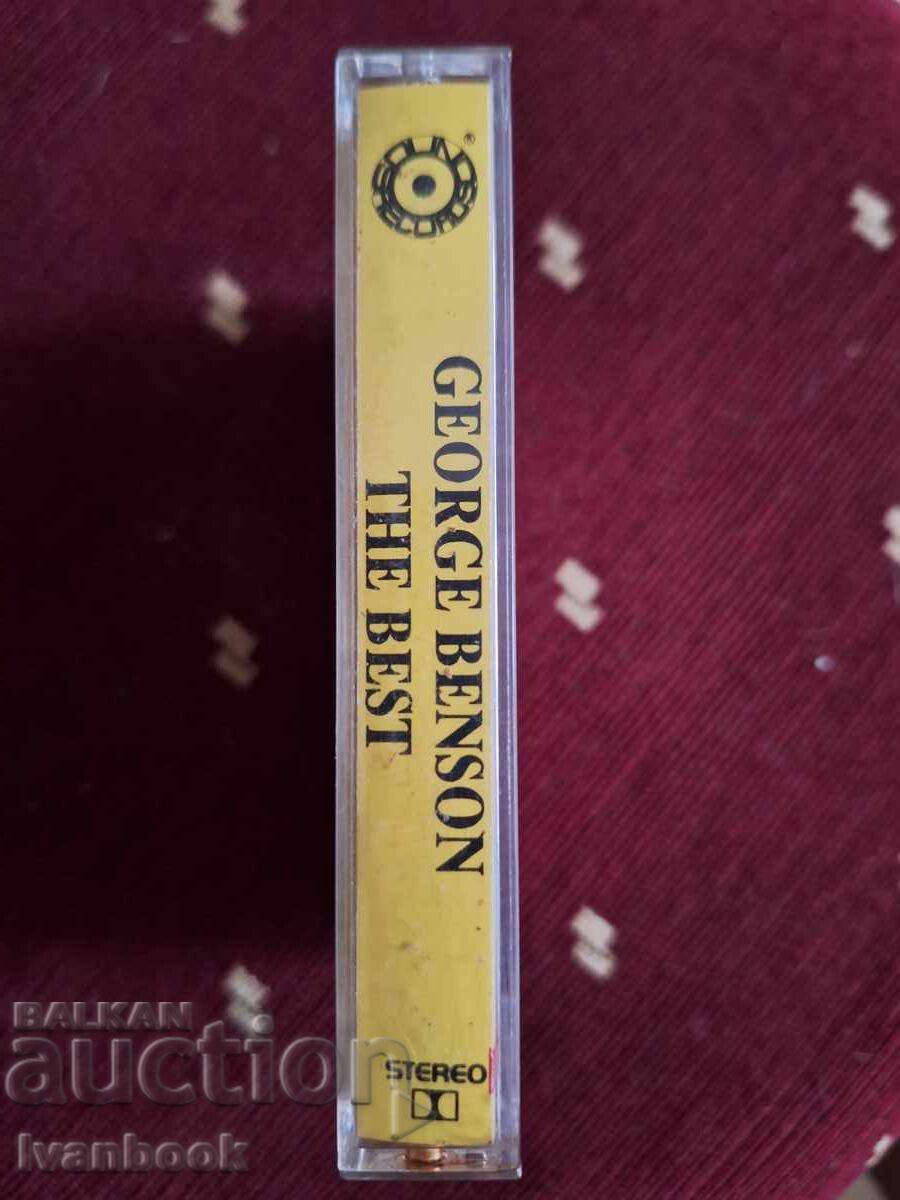 SOUND RECORDS ®
GEORGE BENSON
THE BEST
STEREO
BALKAN
auction
Ivanbook